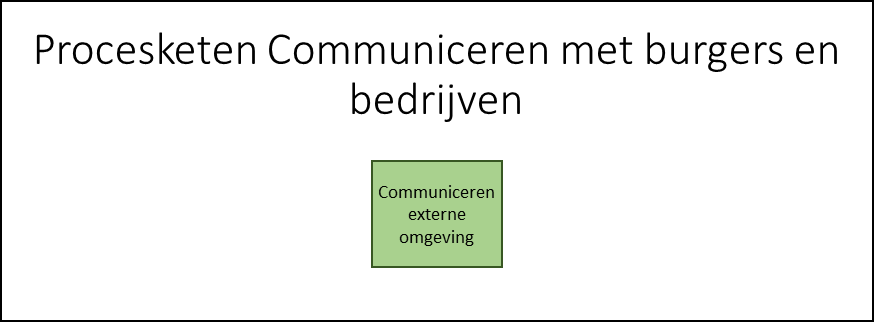 Procesketen Communiceren met burgers en
bedrijven
Communiceren
externe
omgeving